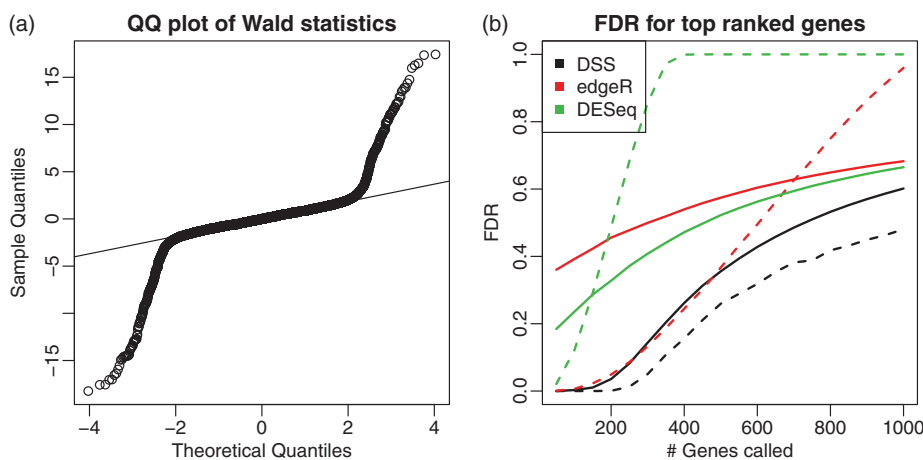 (a)
QQ plot of Wald statistics
Sample Quantiles
15
10
5
0
−5
−15
−4
−2
0
2
4
Theoretical Quantiles
(b)
FDR for top ranked genes
DSS
edgeR
DESeq
FDR
1.0
0.8
0.6
0.4
0.2
0.0
200
400
600
800
1000
# Genes called